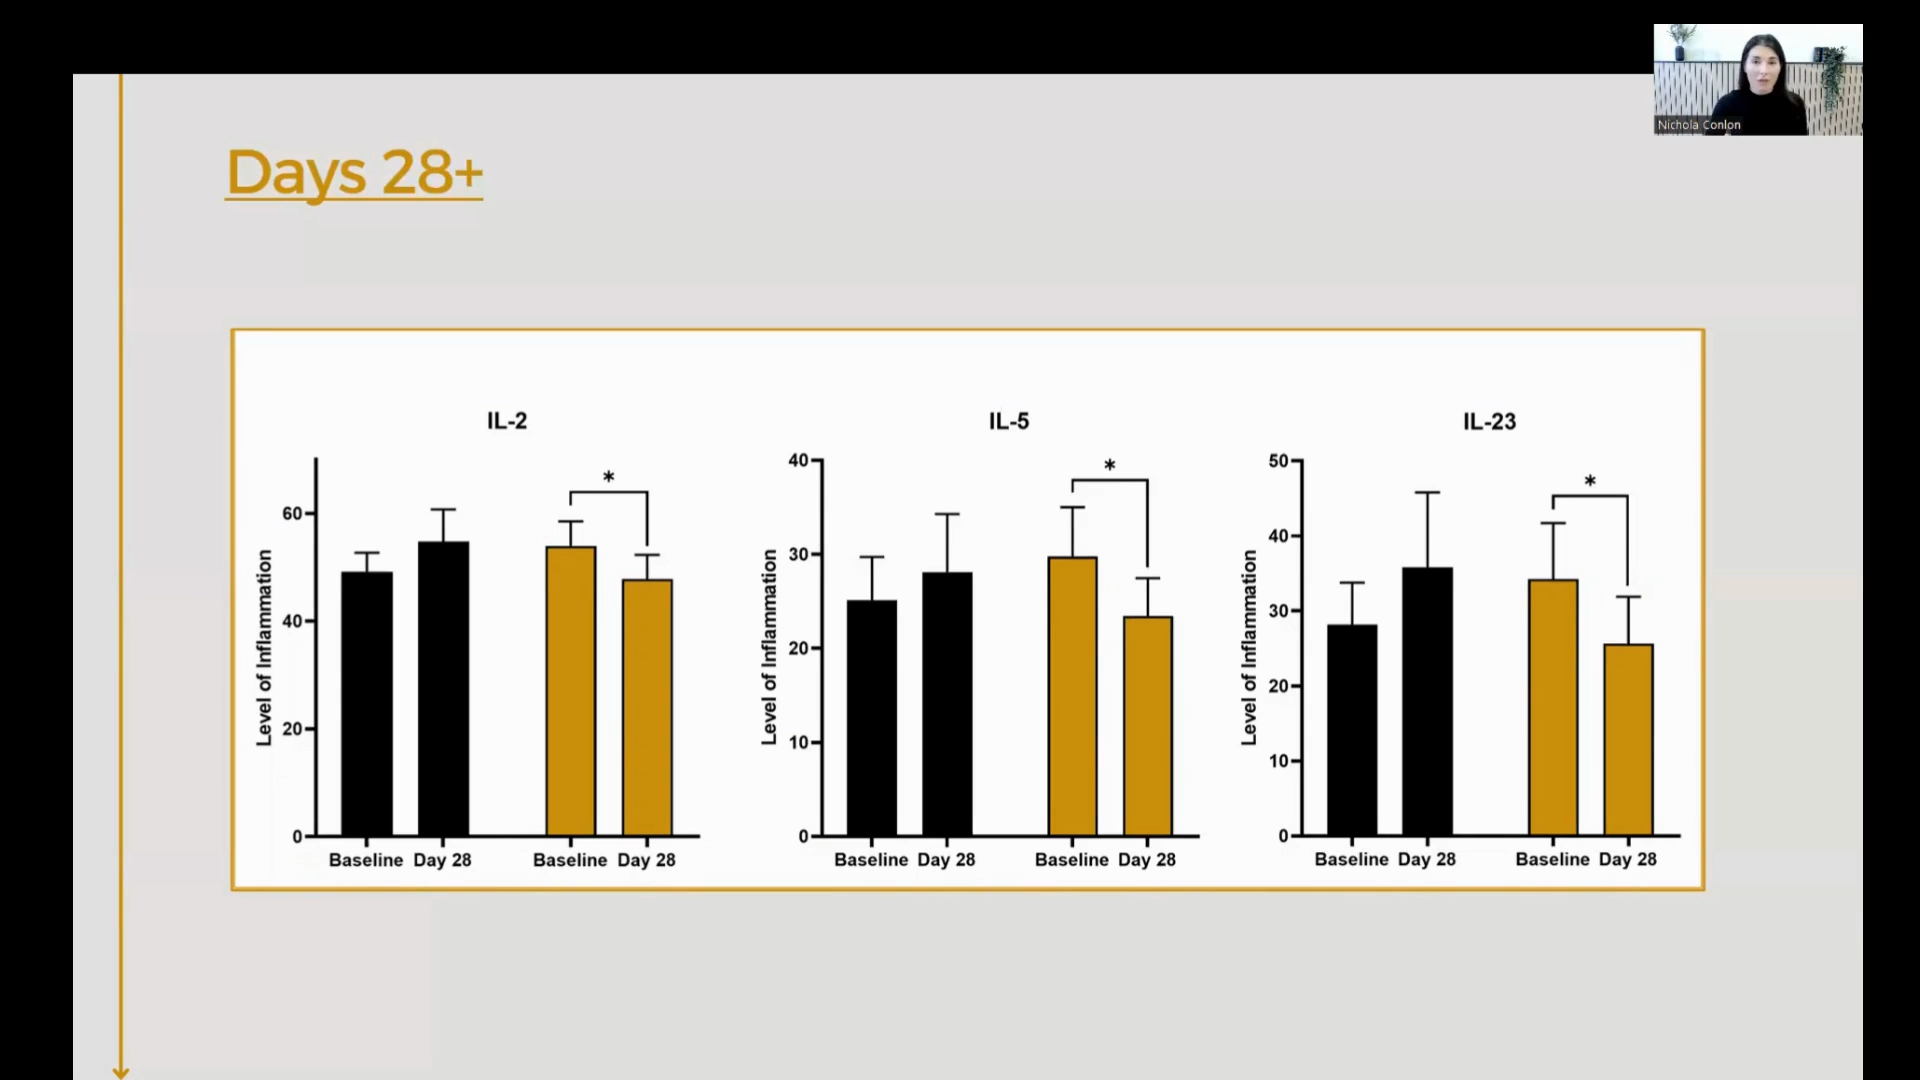 Nichola Conlon
Days 28+
IL-2
Level of Inflammation
60
40
20
0
*
Baseline Day 28 Baseline Day 28
IL-5
Level of Inflammation
40
30
20
10
0
*
Baseline Day 28 Baseline Day 28
IL-23
Level of Inflammation
50
40
30
20
10
0
*
Baseline Day 28 Baseline Day 28